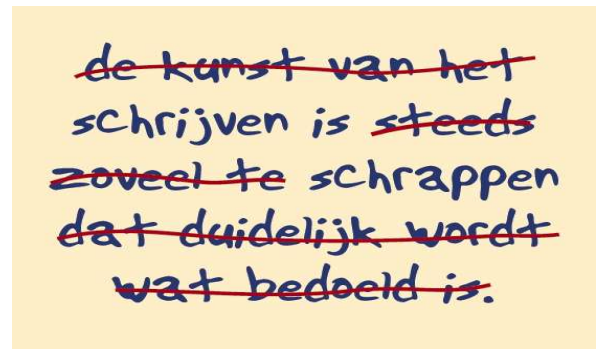 de kunst van het
schrijven is steeds
zoveel te schrappen
dat duidelijk wordt
wat bedoeld is.